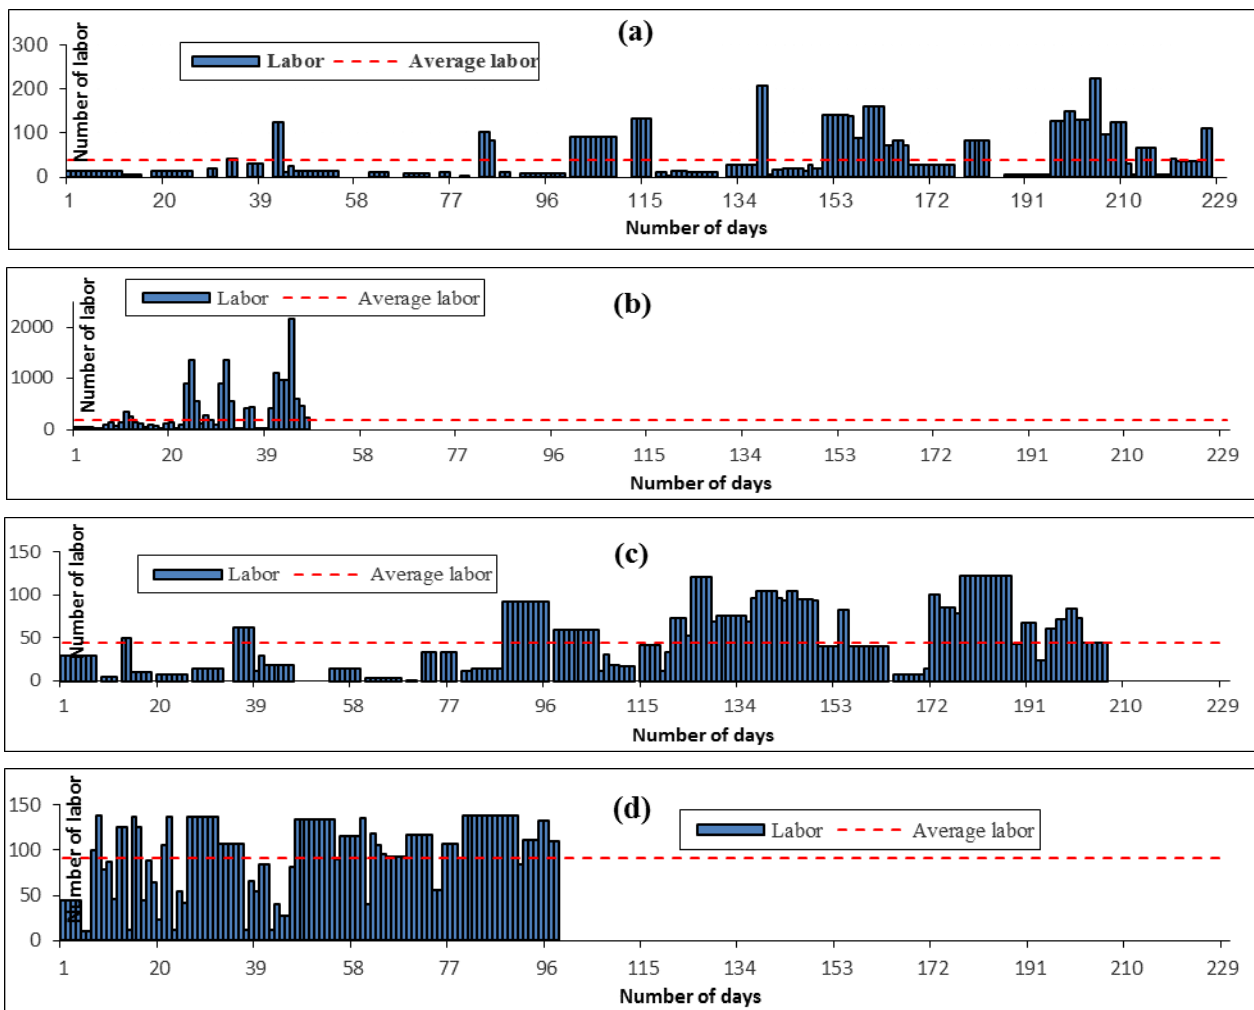 (a)
300
200
100
0
Number of labor
Labor
Average labor
1 20 39 58 77 96 115 134 153 172 191 210 229
Number of days
(b)
2000
1000
0
Number of labor
Labor
Average labor
1 20 39 58 77 96 115 134 153 172 191 210 229
Number of days
(c)
150
100
50
0
Number of labor
Labor
Average labor
1 20 39 58 77 96 115 134 153 172 191 210 229
Number of days
(d)
150
100
50
0
Number of labor
Labor
Average labor
1 20 39 58 77 96 115 134 153 172 191 210 229
Number of days